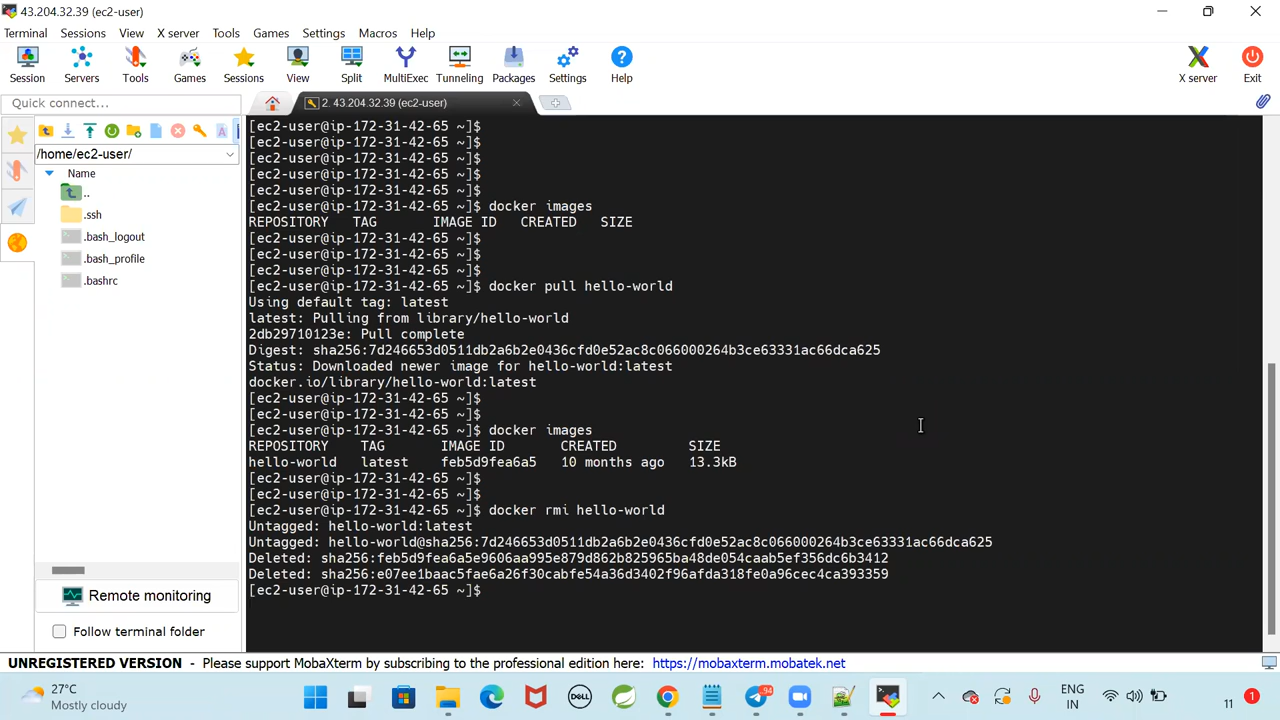 43.204.32.39 (ec2-user)
Terminal Sessions View X server Tools Games Settings Macros Help
Session Servers Tools Games Sessions View Split MultiExec Tunneling Packages Settings Help X server Exit
Quick connect...
2. 43.204.32.39 (ec2-user)
/home/ec2-user/
Name
..
.ssh
.bash_logout
.bash_profile
.bashrc
Remote monitoring
Follow terminal folder
[ec2-user@ip-172-31-42-65 ~]$
[ec2-user@ip-172-31-42-65 ~]$
[ec2-user@ip-172-31-42-65 ~]$
[ec2-user@ip-172-31-42-65 ~]$
[ec2-user@ip-172-31-42-65 ~]$
[ec2-user@ip-172-31-42-65 ~]$ docker images
REPOSITORY TAG IMAGE ID CREATED SIZE
[ec2-user@ip-172-31-42-65 ~]$
[ec2-user@ip-172-31-42-65 ~]$
[ec2-user@ip-172-31-42-65 ~]$
[ec2-user@ip-172-31-42-65 ~]$ docker pull hello-world
Using default tag: latest
latest: Pulling from library/hello-world
2db29710123e: Pull complete
Digest: sha256:7d246653d0511db2a6b2e0436cfd0e52ac8c066000264b3ce63331ac66dca625
Status: Downloaded newer image for hello-world:latest
docker.io/library/hello-world:latest
[ec2-user@ip-172-31-42-65 ~]$
[ec2-user@ip-172-31-42-65 ~]$
[ec2-user@ip-172-31-42-65 ~]$ docker images
REPOSITORY TAG IMAGE ID CREATED SIZE
hello-world latest feb5d9fea6a5 10 months ago 13.3kB
[ec2-user@ip-172-31-42-65 ~]$
[ec2-user@ip-172-31-42-65 ~]$
[ec2-user@ip-172-31-42-65 ~]$ docker rmi hello-world
Untagged: hello-world:latest
Untagged: hello-world@sha256:7d246653d0511db2a6b2e0436cfd0e52ac8c066000264b3ce63331ac66dca625
Deleted: sha256:feb5d9fea6a5e9606aa995e879d862b825965ba48de054caab5ef356dc6b3412
Deleted: sha256:e07ee1baac5fae6a26f30cabfe54a36d3402f96afda318fe0a96cec4ca393359
[ec2-user@ip-172-31-42-65 ~]$
UNREGISTERED VERSION - Please support MobaXterm by subscribing to the professional edition here: https://mobaxterm.mobatek.net
27°C
Mostly cloudy
DELL
94
ENG
IN
11
1